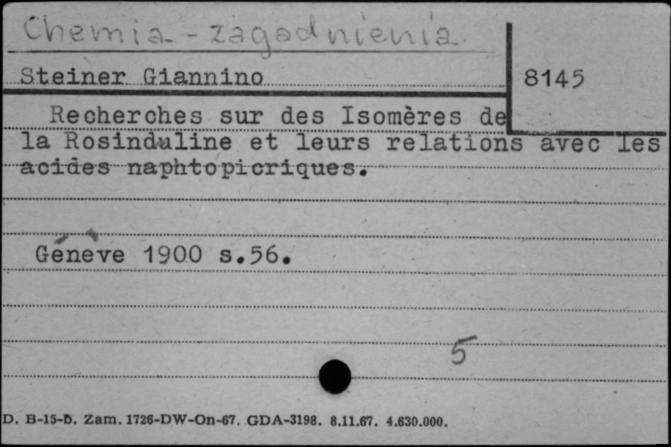 Chemia - zagadnienia
Steiner Giannino
8145
Recherches sur des Isomères de
la Rosinduline et leurs relations avec les
acides naphtopicriques.
Génève 1900 s.56.
5
D. B-15-b. Zam. 1726-DW-On-67. GDA-3198. 8.11.67. 4.630.000.